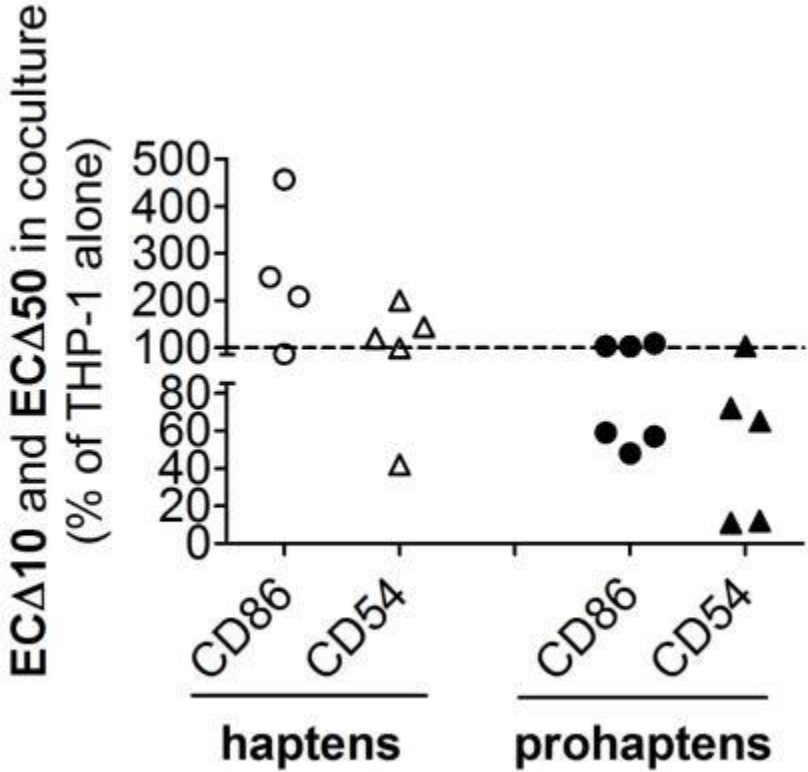 ECΔ10 and ECΔ50 in coculture
(% of THP-1 alone)
500
400
300
200
100
80
60
40
20
0
CD86
CD54
CD86
CD54
haptens
prohaptens